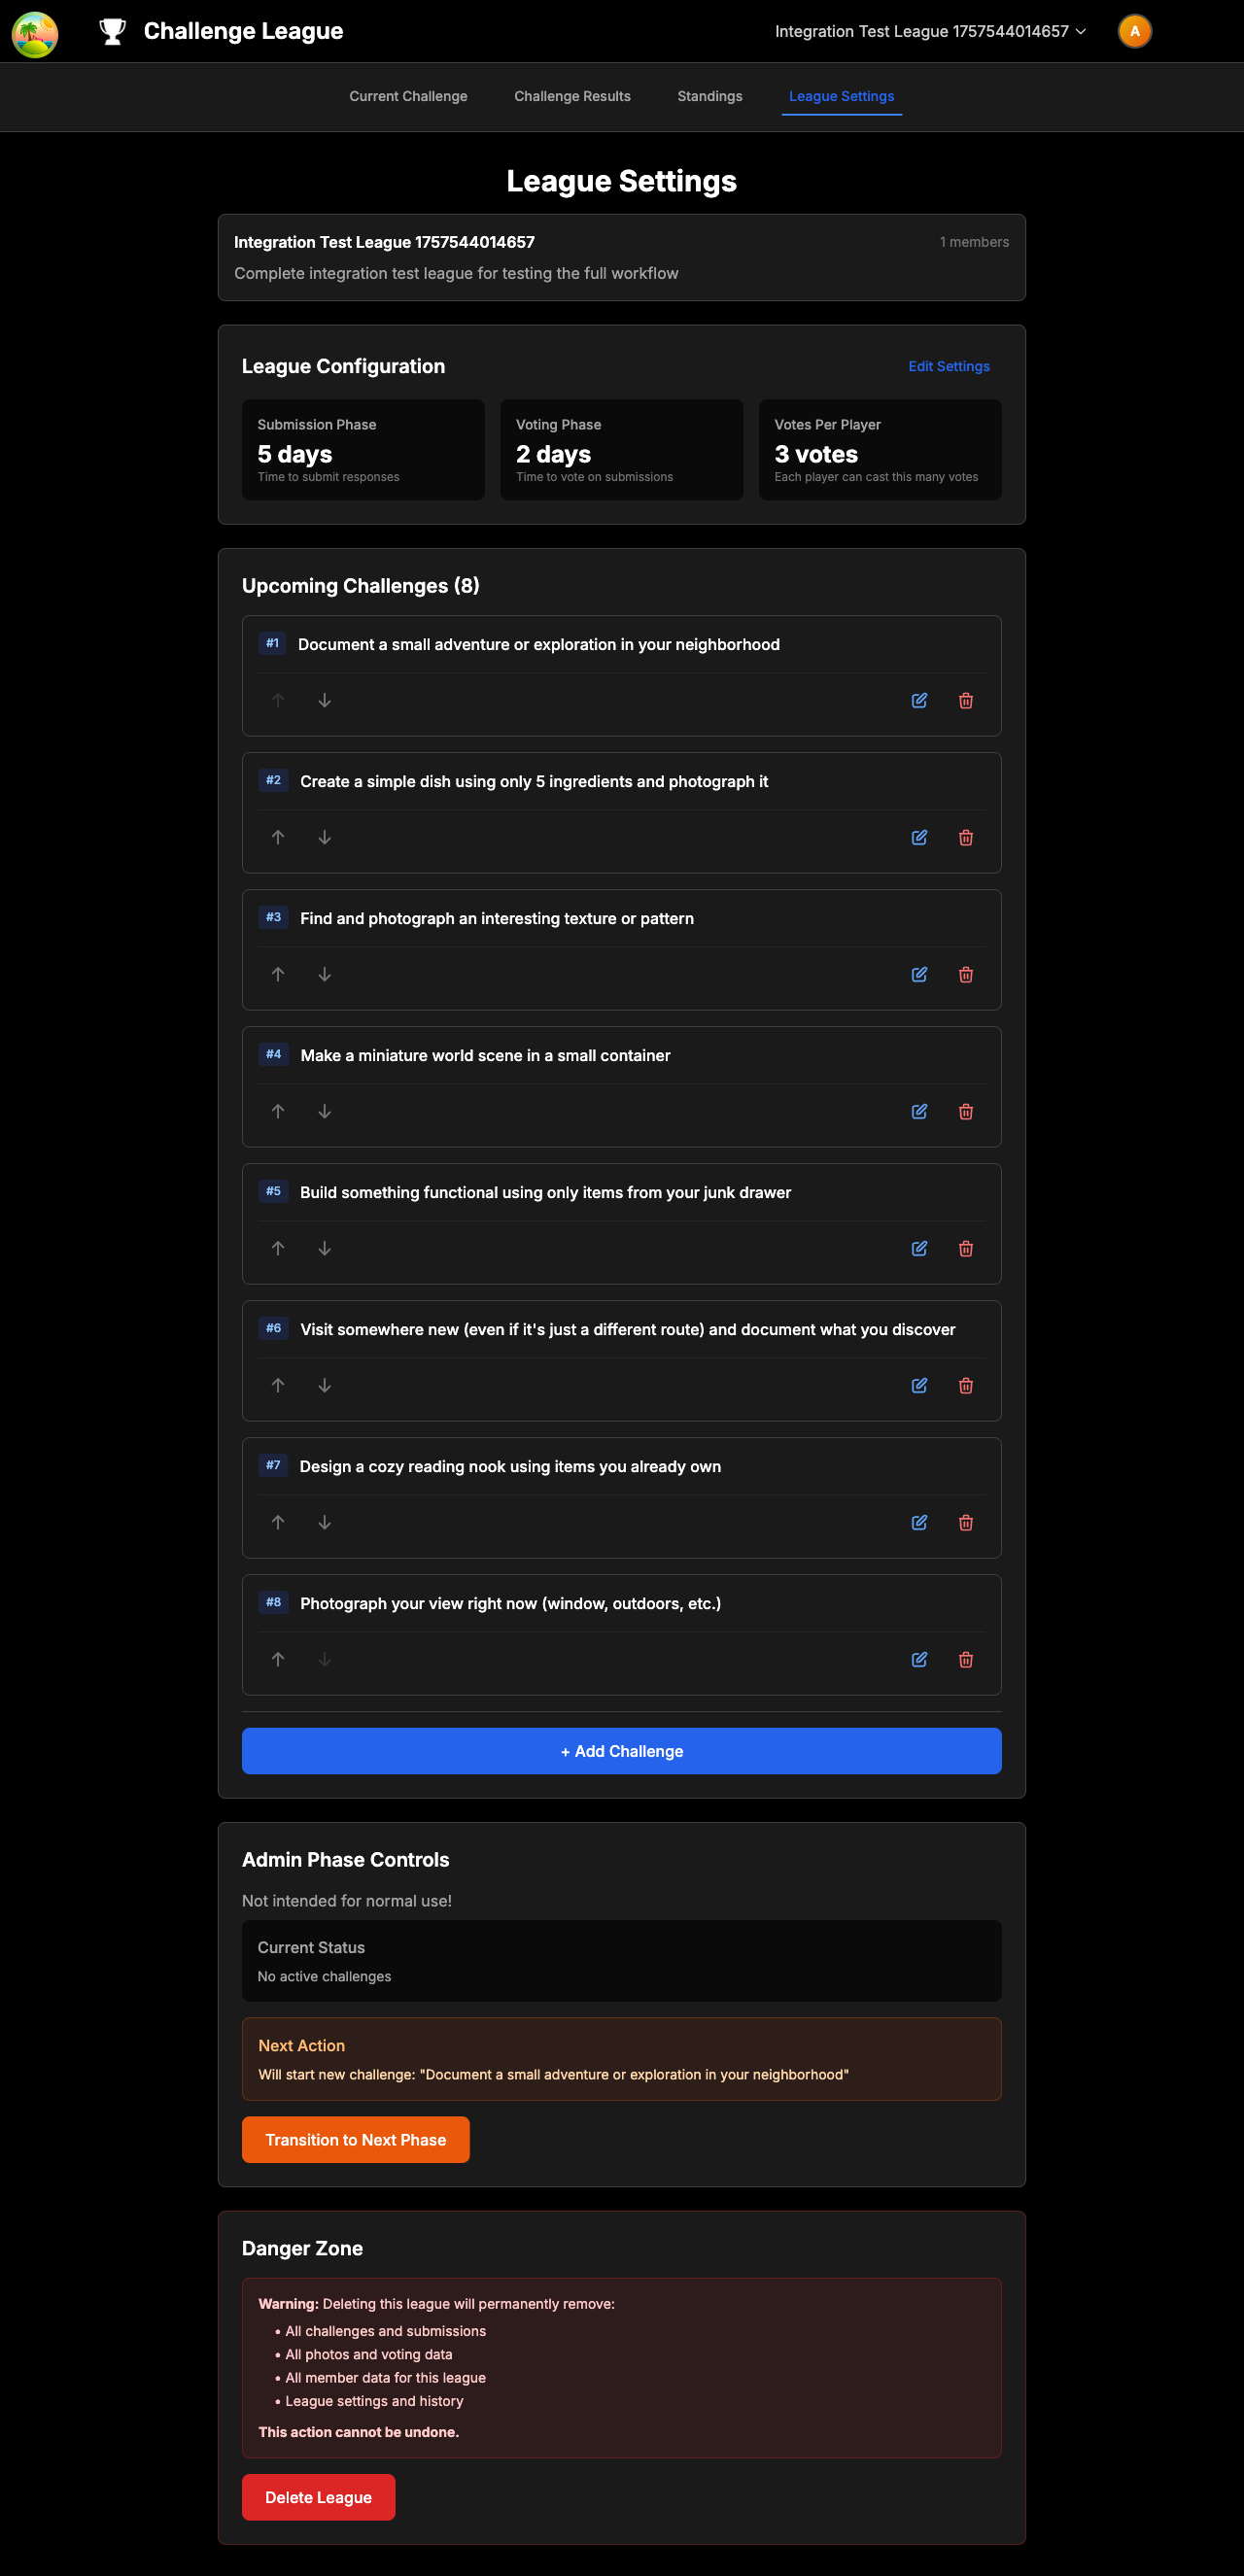 Challenge League
Integration Test League 1757544014657
A
Current Challenge
Challenge Results
Standings
League Settings
League Settings
Integration Test League 1757544014657
1 members
Complete integration test league for testing the full workflow
League Configuration
Edit Settings
Submission Phase
5 days
Time to submit responses
Voting Phase
2 days
Time to vote on submissions
Votes Per Player
3 votes
Each player can cast this many votes
Upcoming Challenges (8)
#1 Document a small adventure or exploration in your neighborhood
#2 Create a simple dish using only 5 ingredients and photograph it
#3 Find and photograph an interesting texture or pattern
#4 Make a miniature world scene in a small container
#5 Build something functional using only items from your junk drawer
#6 Visit somewhere new (even if it's just a different route) and document what you discover
#7 Design a cozy reading nook using items you already own
#8 Photograph your view right now (window, outdoors, etc.)
+ Add Challenge
Admin Phase Controls
Not intended for normal use!
Current Status
No active challenges
Next Action
Will start new challenge: "Document a small adventure or exploration in your neighborhood"
Transition to Next Phase
Danger Zone
Warning: Deleting this league will permanently remove:
• All challenges and submissions
• All photos and voting data
• All member data for this league
• League settings and history
This action cannot be undone.
Delete League